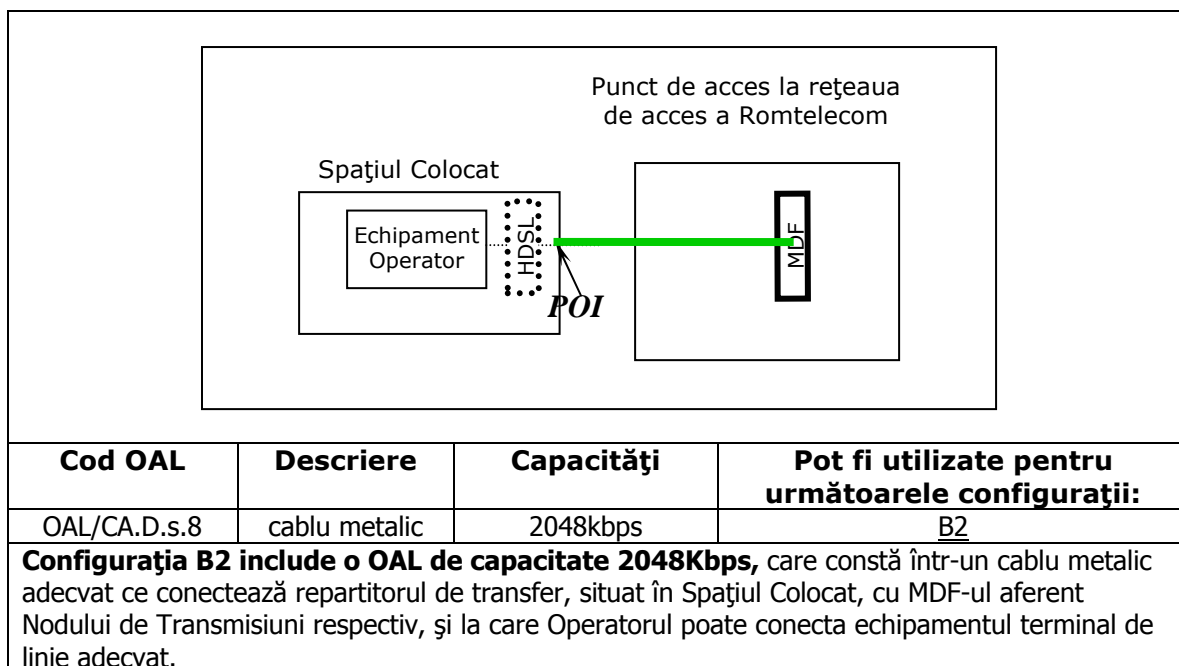 Punct de acces la reţeaua
de acces a Romtelecom
Spaţiul Colocat
Echipament
Operator
HDSL
POI
MDF
Cod OAL
Descriere
Capacităţi
Pot fi utilizate pentru
următoarele configuraţii:
OAL/CA.D.s.8
cablu metalic
2048kbps
B2
Configuraţia B2 include o OAL de capacitate 2048Kbps, care constă într-un cablu metalic
adecvat ce conectează repartitorul de transfer, situat în Spaţiul Colocat, cu MDF-ul aferent
Nodului de Transmisiuni respectiv, şi la care Operatorul poate conecta echipamentul terminal de
linie adecvat.